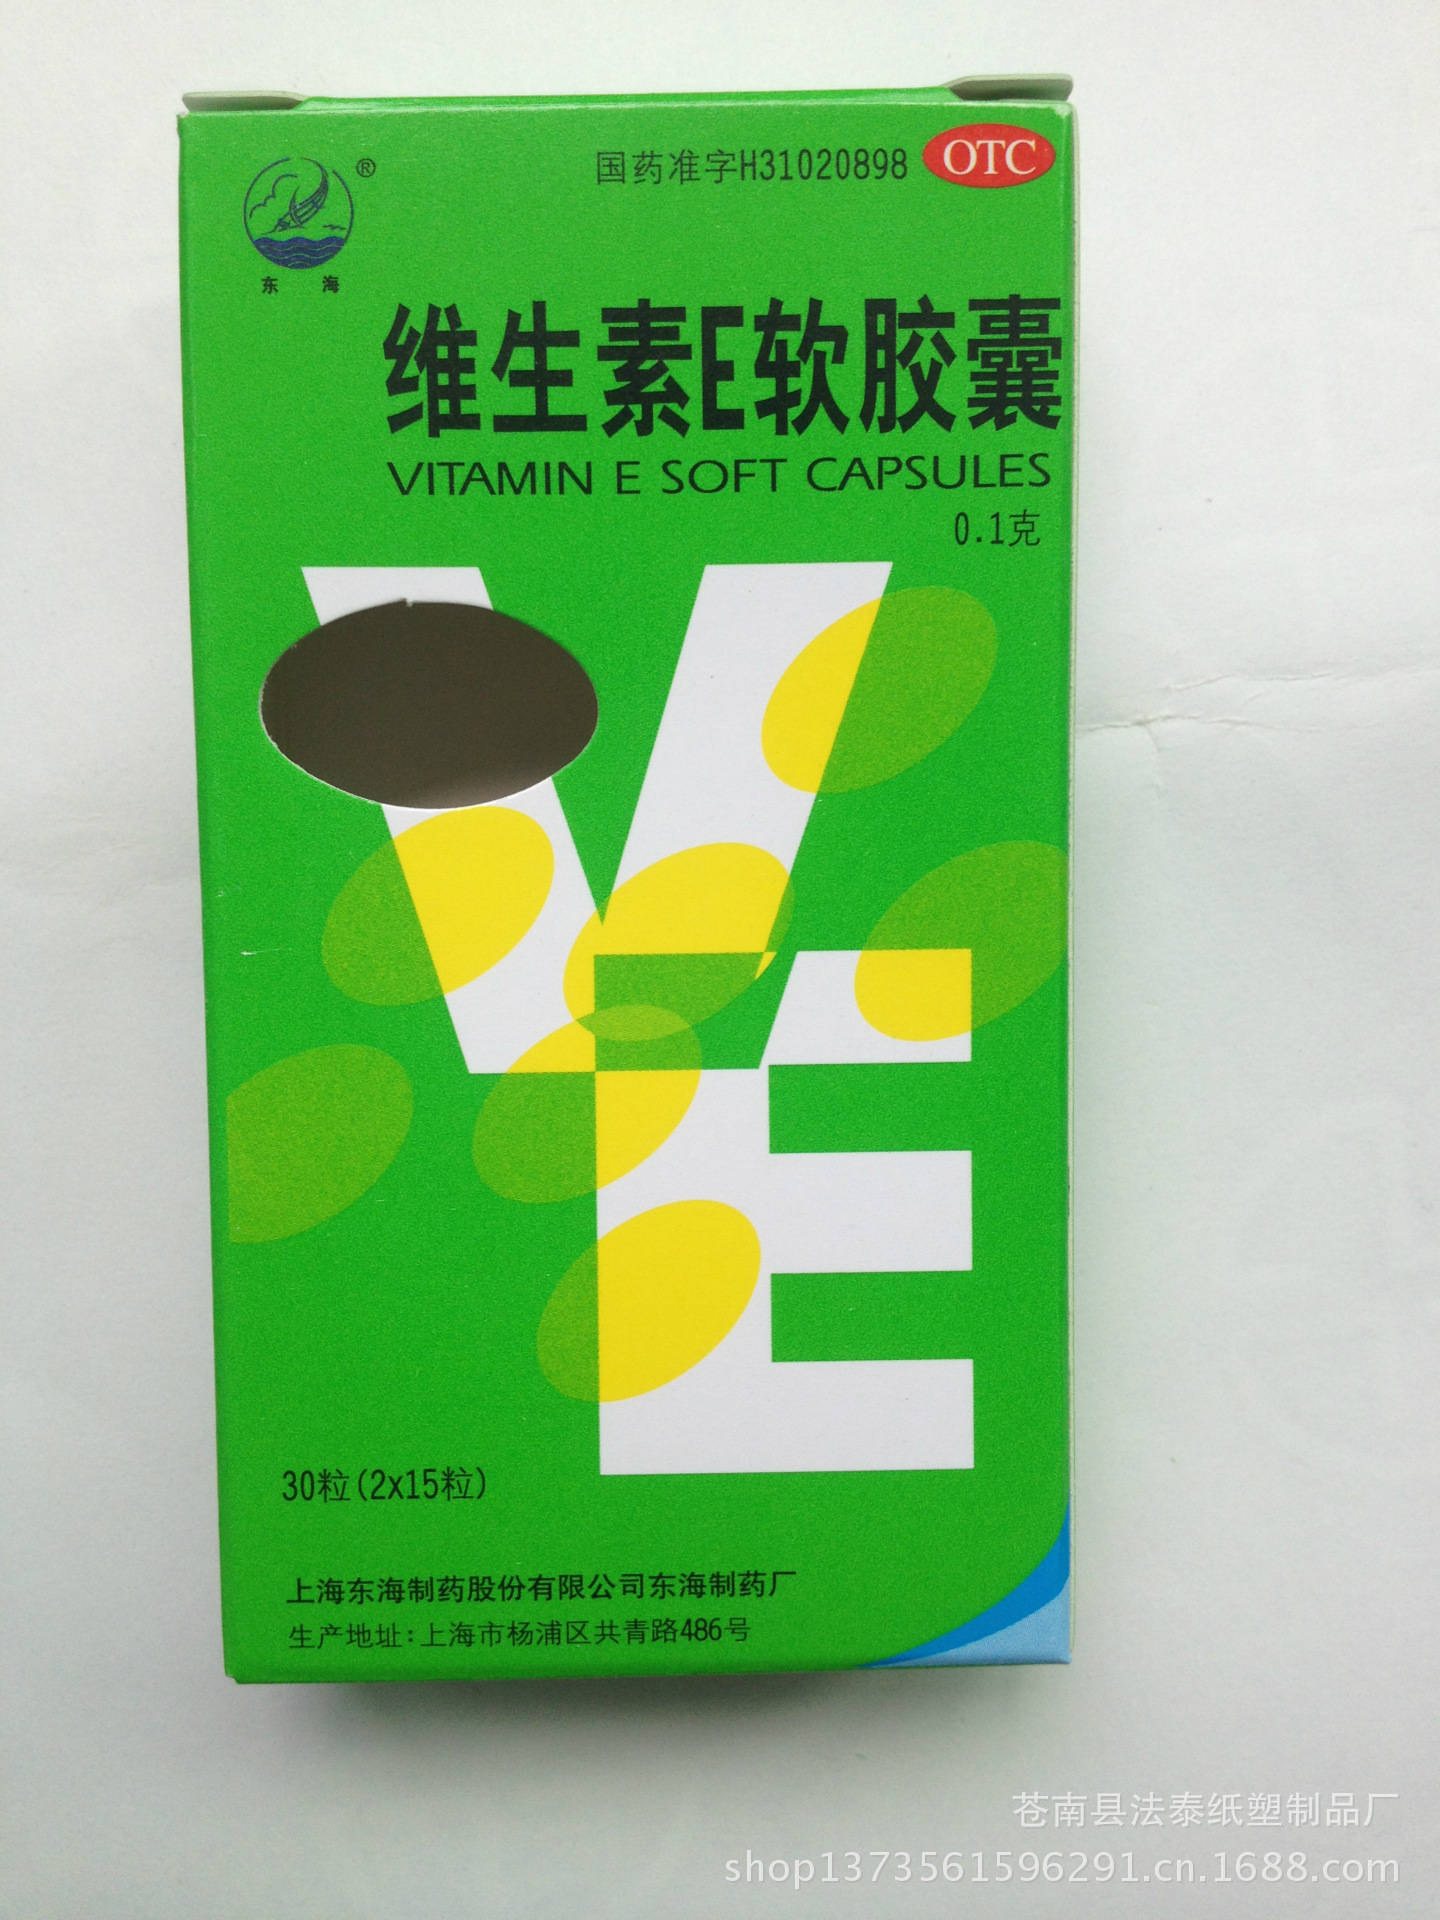 国药准字H31020898
OTC
®
东 海
维生素E软胶囊
VITAMIN E SOFT CAPSULES
0.1克
VE
30粒(2x15粒)
上海东海制药股份有限公司东海制药厂
生产地址:上海市杨浦区共青路486号
苍南县法泰纸塑制品厂
shop1373561596291.cn.1688.com